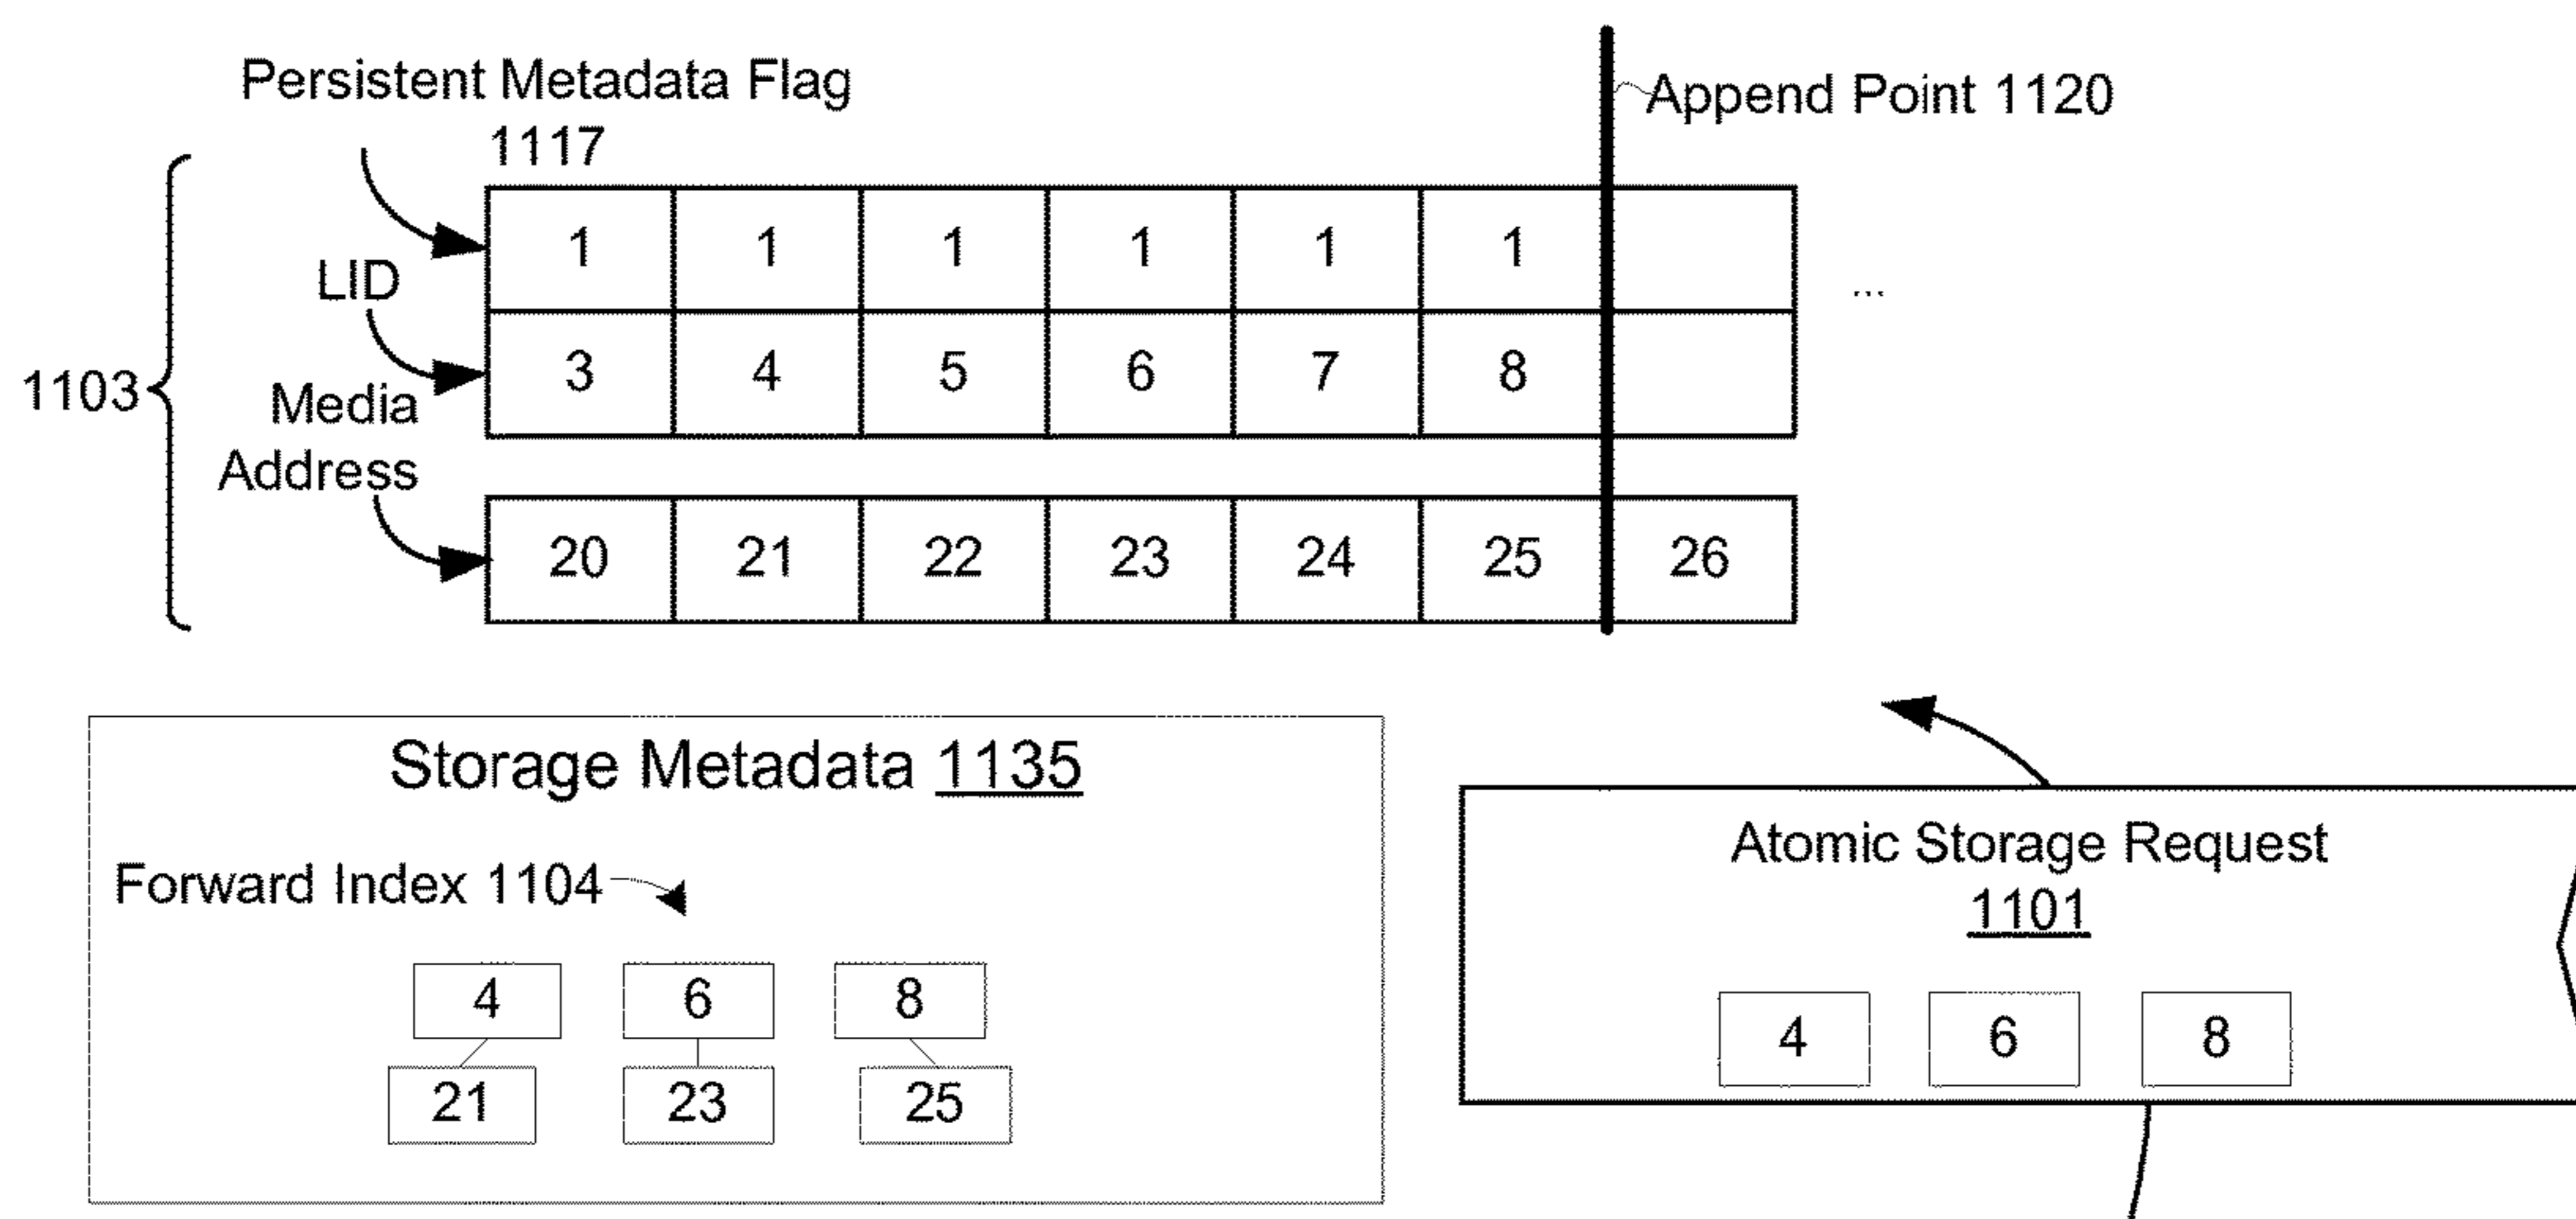 Persistent Metadata Flag
1117
Append Point 1120
1 1 1 1 1 1
LID
...
3 4 5 6 7 8
1103
Media
Address
20 21 22 23 24 25 26
Storage Metadata 1135
Forward Index 1104
4 6 8
21 23 25
Atomic Storage Request
1101
4 6 8